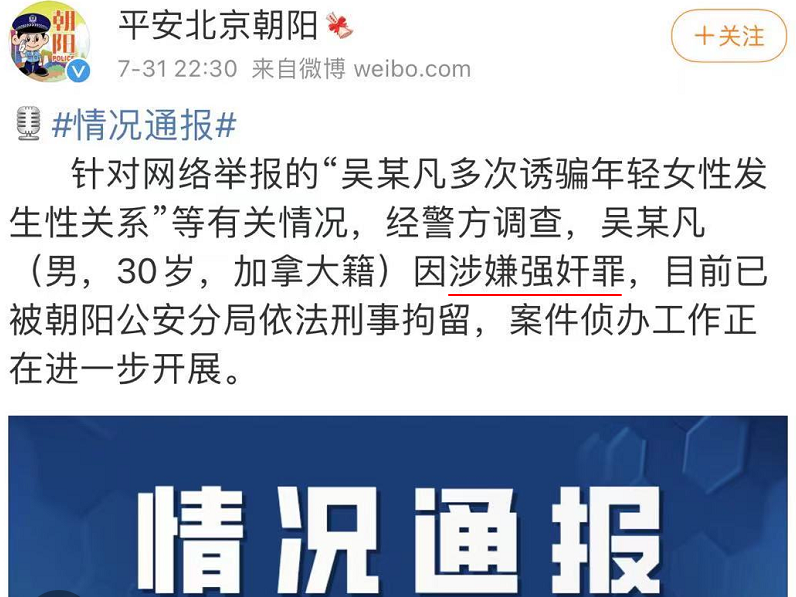 平安北京朝阳
+关注
7-31 22:30 来自微博 weibo.com
#情况通报#
针对网络举报的“吴某凡多次诱骗年轻女性发
生性关系”等有关情况，经警方调查，吴某凡
（男，30岁，加拿大籍）因涉嫌强奸罪，目前已
被朝阳公安分局依法刑事拘留，案件侦办工作正
在进一步开展。
情况通报
朝
阳
POLICE